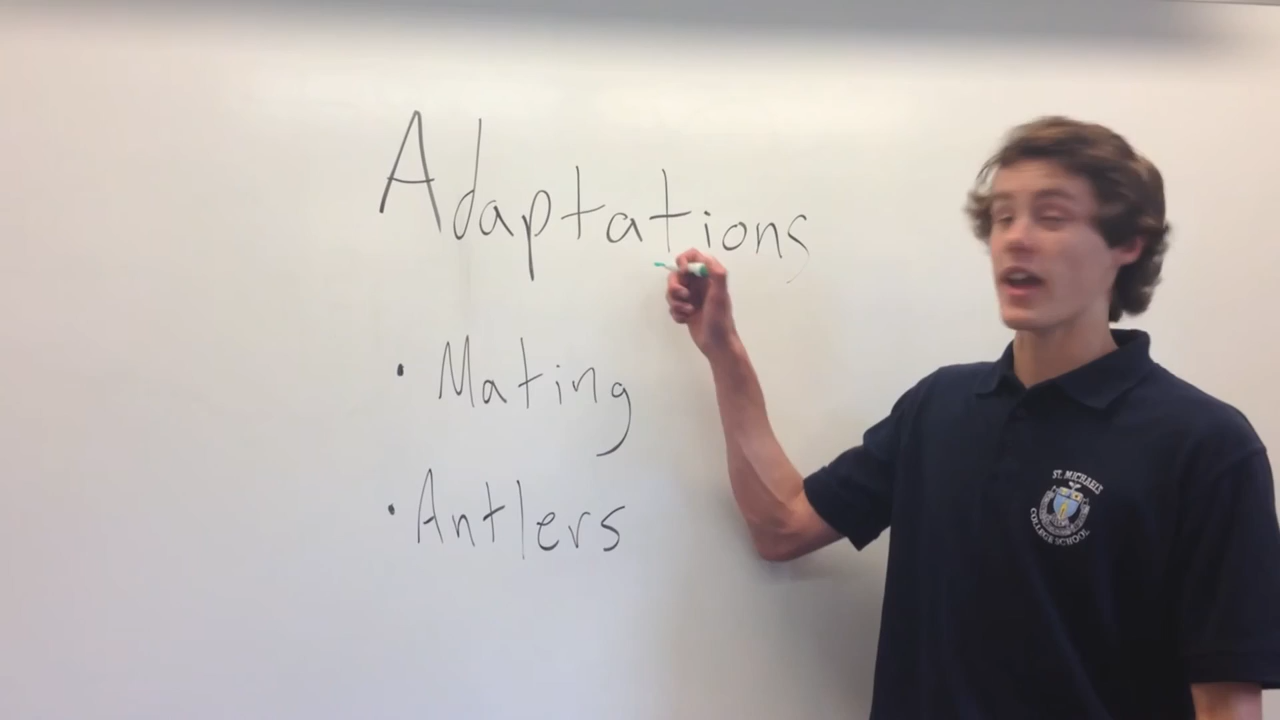 Adaptations
· Mating
· Antlers
ST. MICHAEL'S
COLLEGE SCHOOL